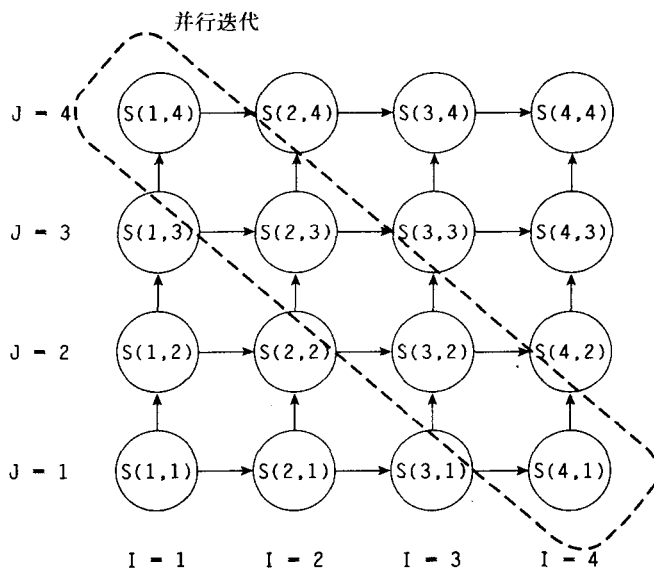 并行迭代
J = 4 S(1,4) S(2,4) S(3,4) S(4,4)
J = 3 S(1,3) S(2,3) S(3,3) S(4,3)
J = 2 S(1,2) S(2,2) S(3,2) S(4,2)
J = 1 S(1,1) S(2,1) S(3,1) S(4,1)
I = 1 I = 2 I = 3 I = 4